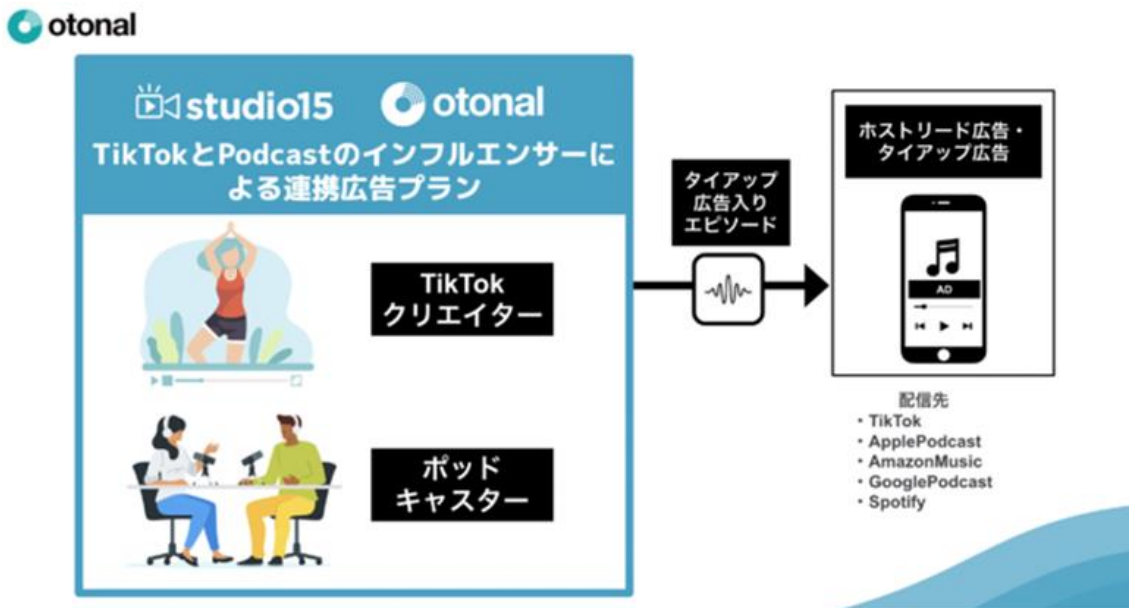 otonal
studio15 otonal
TikTokとPodcastのインフルエンサーに
よる連携広告プラン
TikTok
クリエイター
ポッド
キャスター
タイアップ
広告入り
エピソード
ホストリード広告・
タイアップ広告
AD
配信先
・TikTok
・ApplePodcast
・AmazonMusic
・GooglePodcast
・Spotify